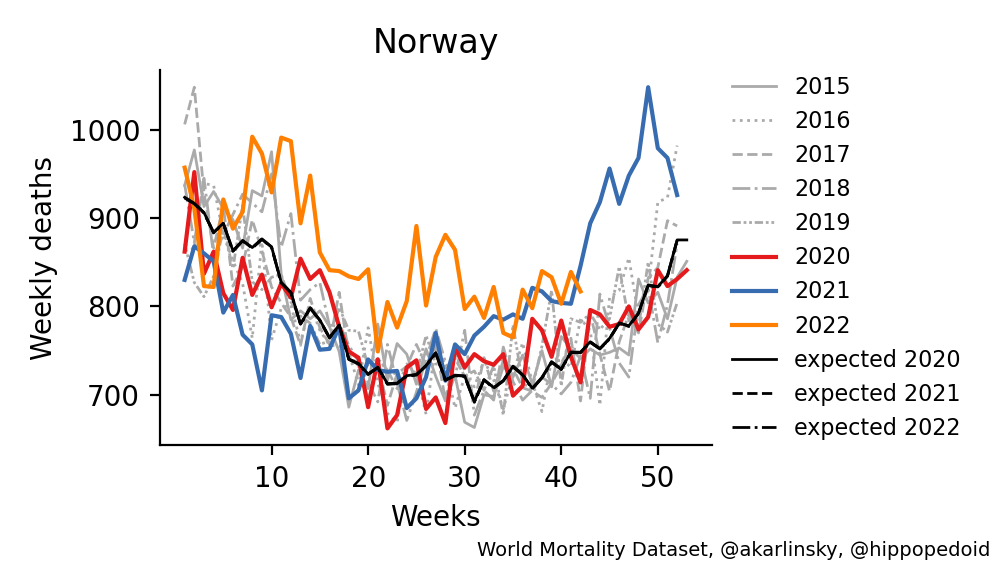 Norway
Weekly deaths
1000
900
800
700
10 20 30 40 50
Weeks
2015
2016
2017
2018
2019
2020
2021
2022
expected 2020
expected 2021
expected 2022
World Mortality Dataset, @akarlinsky, @hippopedoid